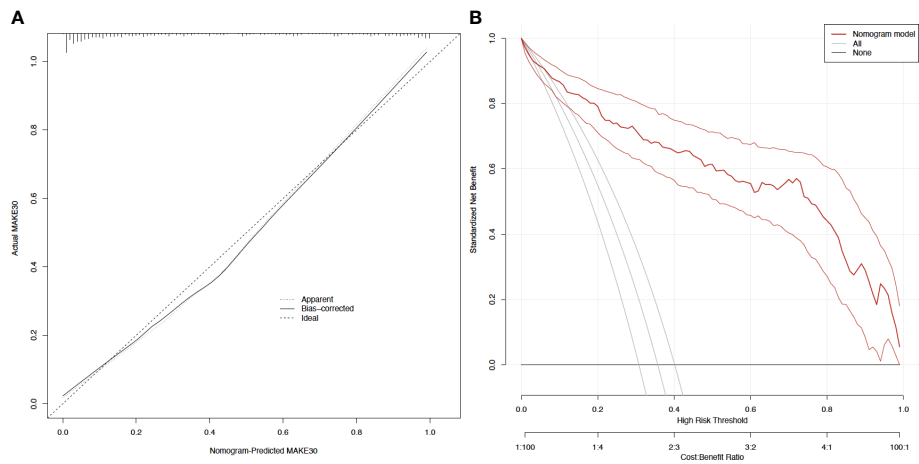 A
Actual MAKE30
1.0
0.8
0.6
0.4
0.2
0.0
Apparent
Bias−corrected
Ideal
0.0 0.2 0.4 0.6 0.8 1.0
Nomogram-Predicted MAKE30
B
Nomogram model
All
None
Standardized Net Benefit
1.0
0.8
0.6
0.4
0.2
0.0
0.0 0.2 0.4 0.6 0.8 1.0
High Risk Threshold
1:100 1:4 2:3 3:2 4:1 100:1
Cost:Benefit Ratio